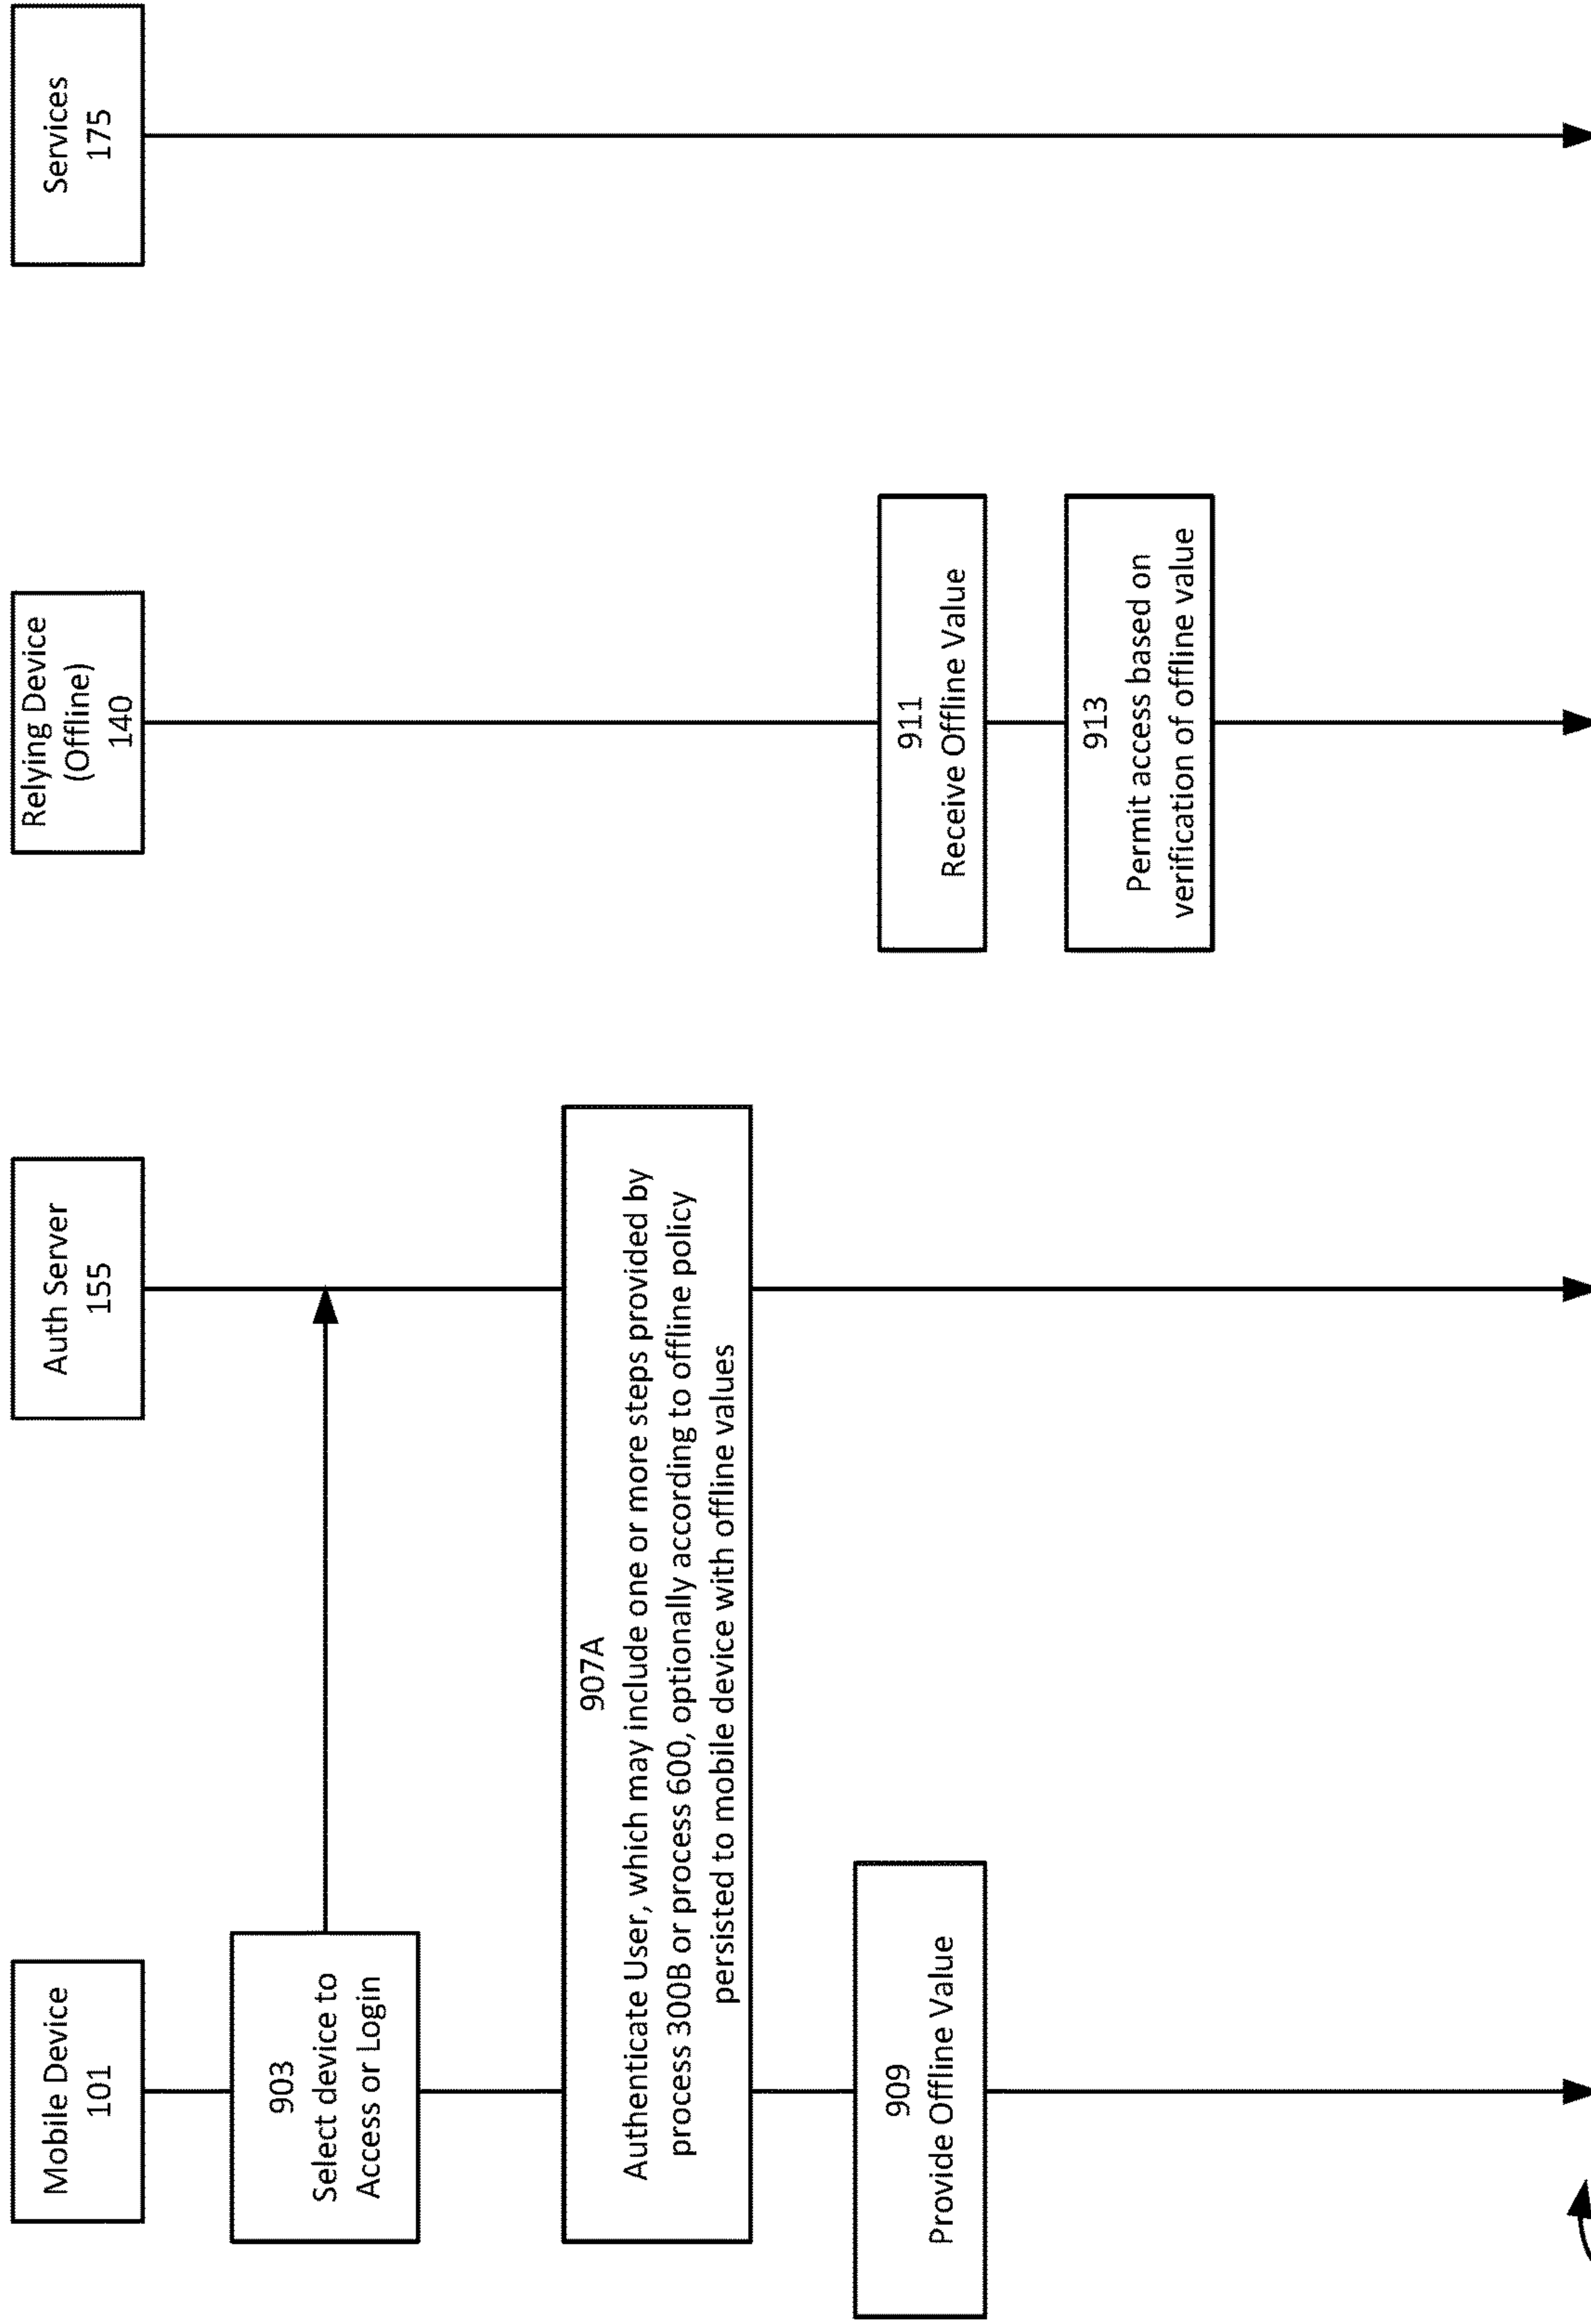 Mobile Device
101
Auth Server
155
Relying Device
(Offline)
140
Services
175
903
Select device to
Access or Login
907A
Authenticate User, which may include one or more steps provided by
process 300B or process 600, optionally according to offline policy
persisted to mobile device with offline values
909
Provide Offline Value
911
Receive Offline Value
913
Permit access based on
verification of offline value